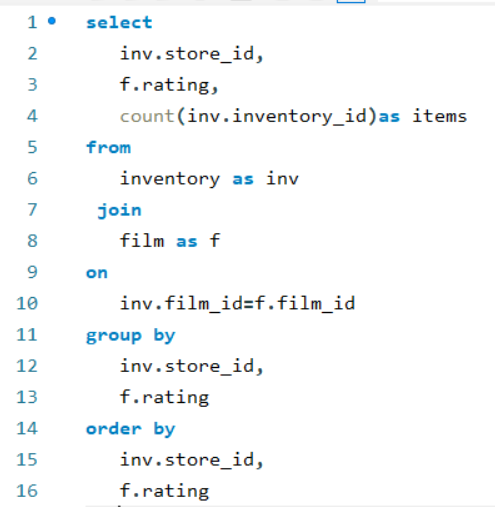 1 select
2 inv.store_id,
3 f.rating,
4 count(inv.inventory_id)as items
5 from
6 inventory as inv
7 join
8 film as f
9 on
10 inv.film_id=f.film_id
11 group by
12 inv.store_id,
13 f.rating
14 order by
15 inv.store_id,
16 f.rating